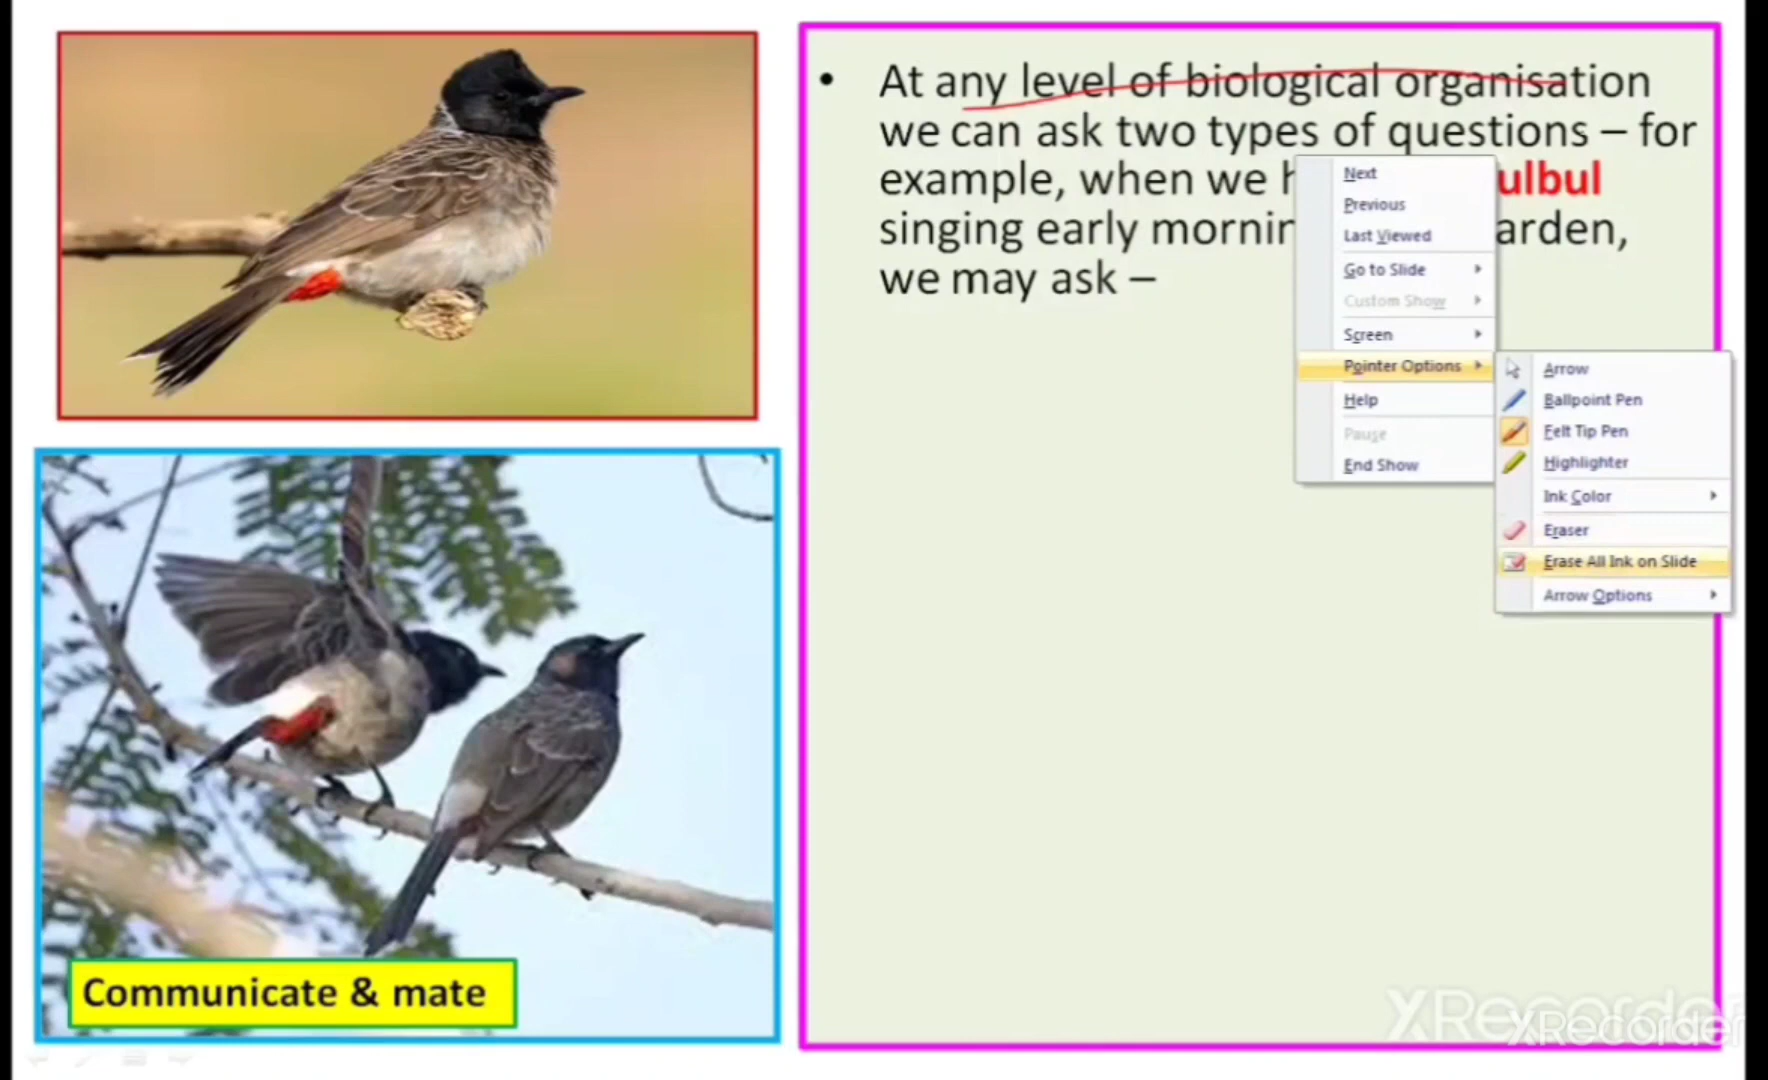 • At any level of biological organisation
we can ask two types of questions – for
example, when we h ulbul
singing early mornin arden,
we may ask –
Next
Previous
Last Viewed
Go to Slide
Custom Show
Screen
Pointer Options
Help
Pause
End Show
Arrow
Ballpoint Pen
Felt Tip Pen
Highlighter
Ink Color
Eraser
Erase All Ink on Slide
Arrow Options
Communicate & mate
XRecorder
XRecorder